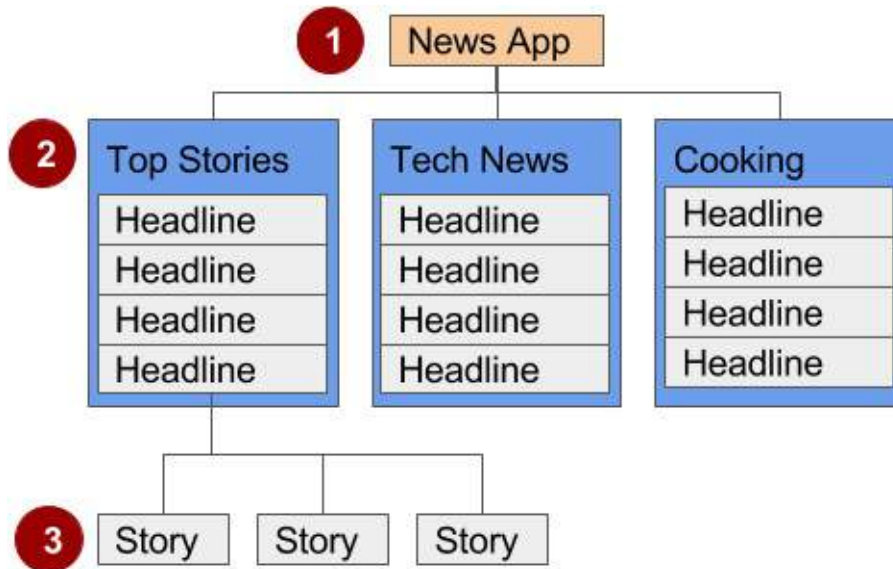 1 News App
2 Top Stories Tech News Cooking
Headline Headline Headline
Headline Headline Headline
Headline Headline Headline
Headline Headline Headline
3 Story Story Story